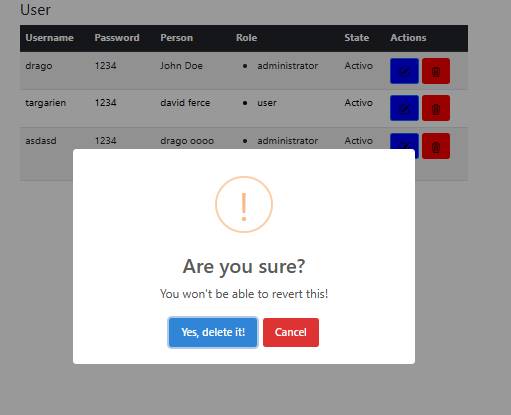 User
Username Password Person Role State Actions
drago 1234 John Doe • administrator Activo
targarien 1234 david ferce • user Activo
asdasd 1234 drago oooo • administrator Activo
!
Are you sure?
You won't be able to revert this!
Yes, delete it! Cancel